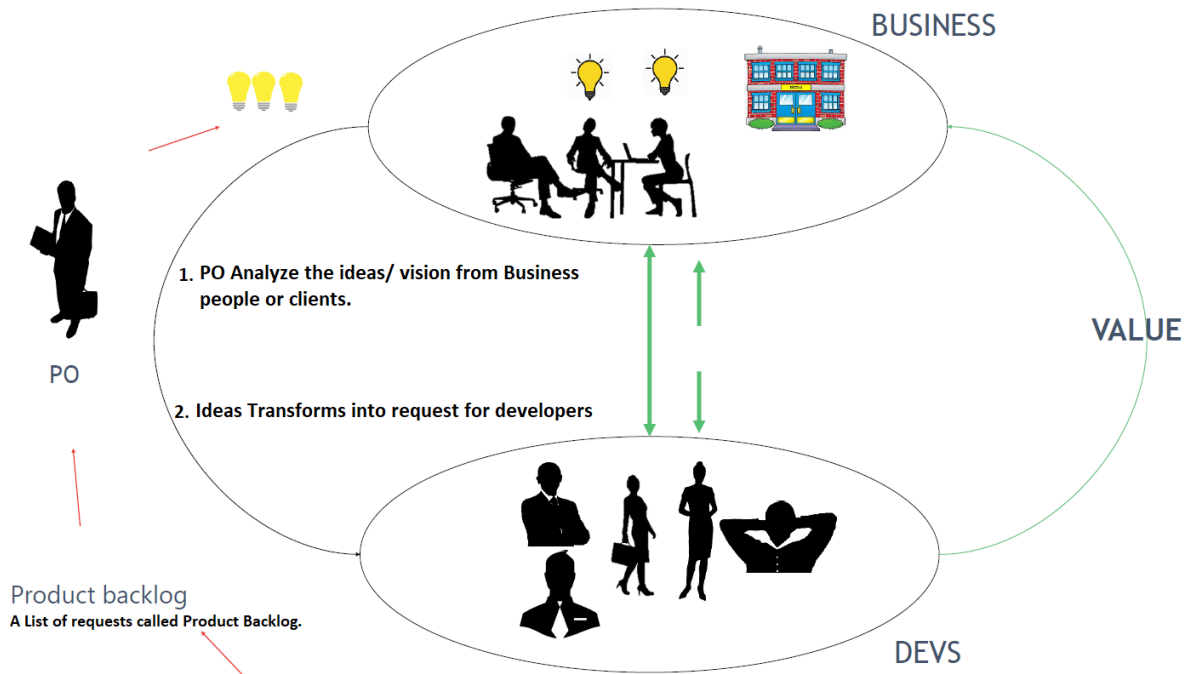 BUSINESS
1. PO Analyze the ideas/ vision from Business
people or clients.
VALUE
PO
2. Ideas Transforms into request for developers
Product backlog
A List of requests called Product Backlog.
DEVS